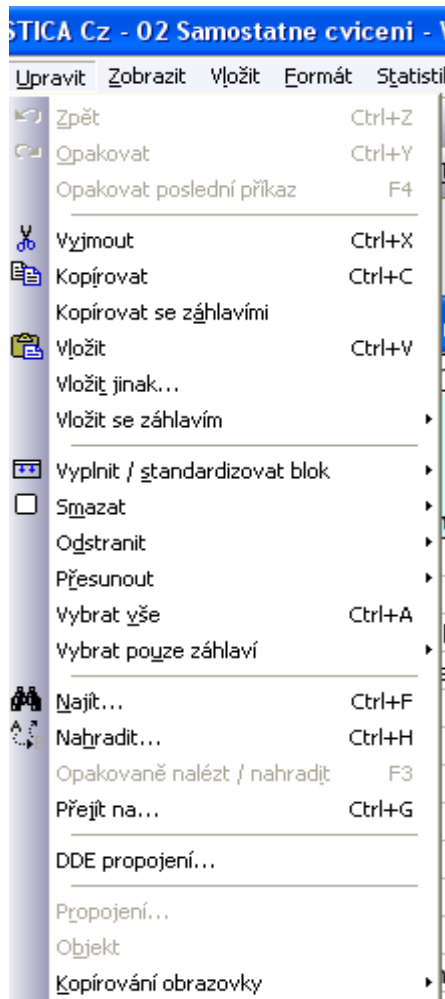 STICA Cz - 02 Samostatne cviceni -
Upravit Zobrazit Vložit Formát
Zpět Ctrl+Z
Opakovat Ctrl+Y
Opakovat poslední příkaz F4
Vyjmout Ctrl+X
Kopírovat Ctrl+C
Kopírovat se záhlavími
Vložit Ctrl+V
Vložit jinak...
Vložit se záhlavím
Vyplnit / standardizovat blok
Smazat
Odstranit
Přesunout
Vybrat vše Ctrl+A
Vybrat pouze záhlaví
Najít... Ctrl+F
Nahradit... Ctrl+H
Opakovaně nalézt / nahradit F3
Přejít na... Ctrl+G
DDE propojení...
Propojení...
Objekt
Kopírování obrazovky